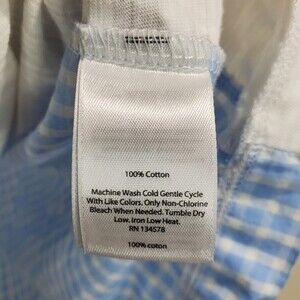 100% Cotton
Machine Wash Cold Gentle Cycle
With Like Colors. Only Non-Chlorine
Bleach When Needed. Tumble Dry
Low. Iron Low Heat.
RN 134578
100% coton